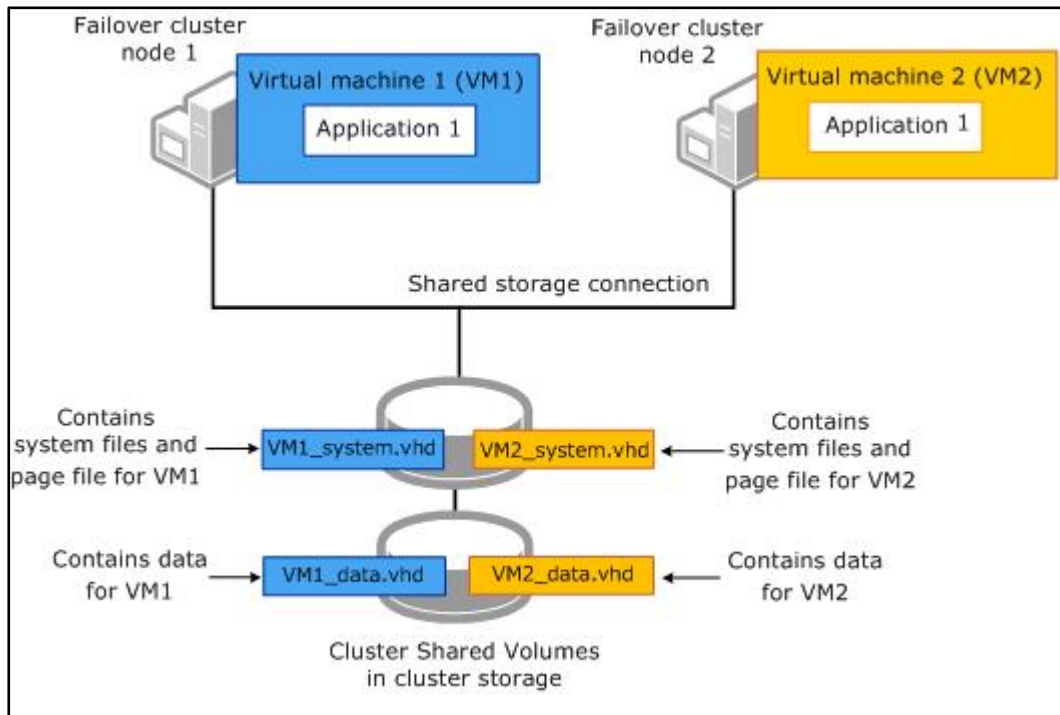 Failover cluster
node 1
Virtual machine 1 (VM1)
Application 1
Failover cluster
node 2
Virtual machine 2 (VM2)
Application 1
Shared storage connection
Contains
system files and
page file for VM1
VM1_system.vhd
VM2_system.vhd
Contains
system files and
page file for VM2
Contains data
for VM1
VM1_data.vhd
VM2_data.vhd
Contains data
for VM2
Cluster Shared Volumes
in cluster storage